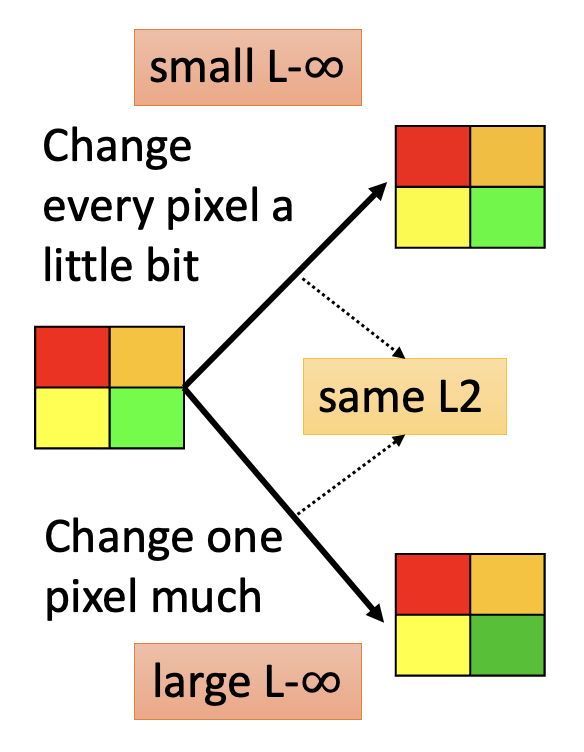 small L-∞
Change
every pixel a
little bit
same L2
Change one
pixel much
large L-∞